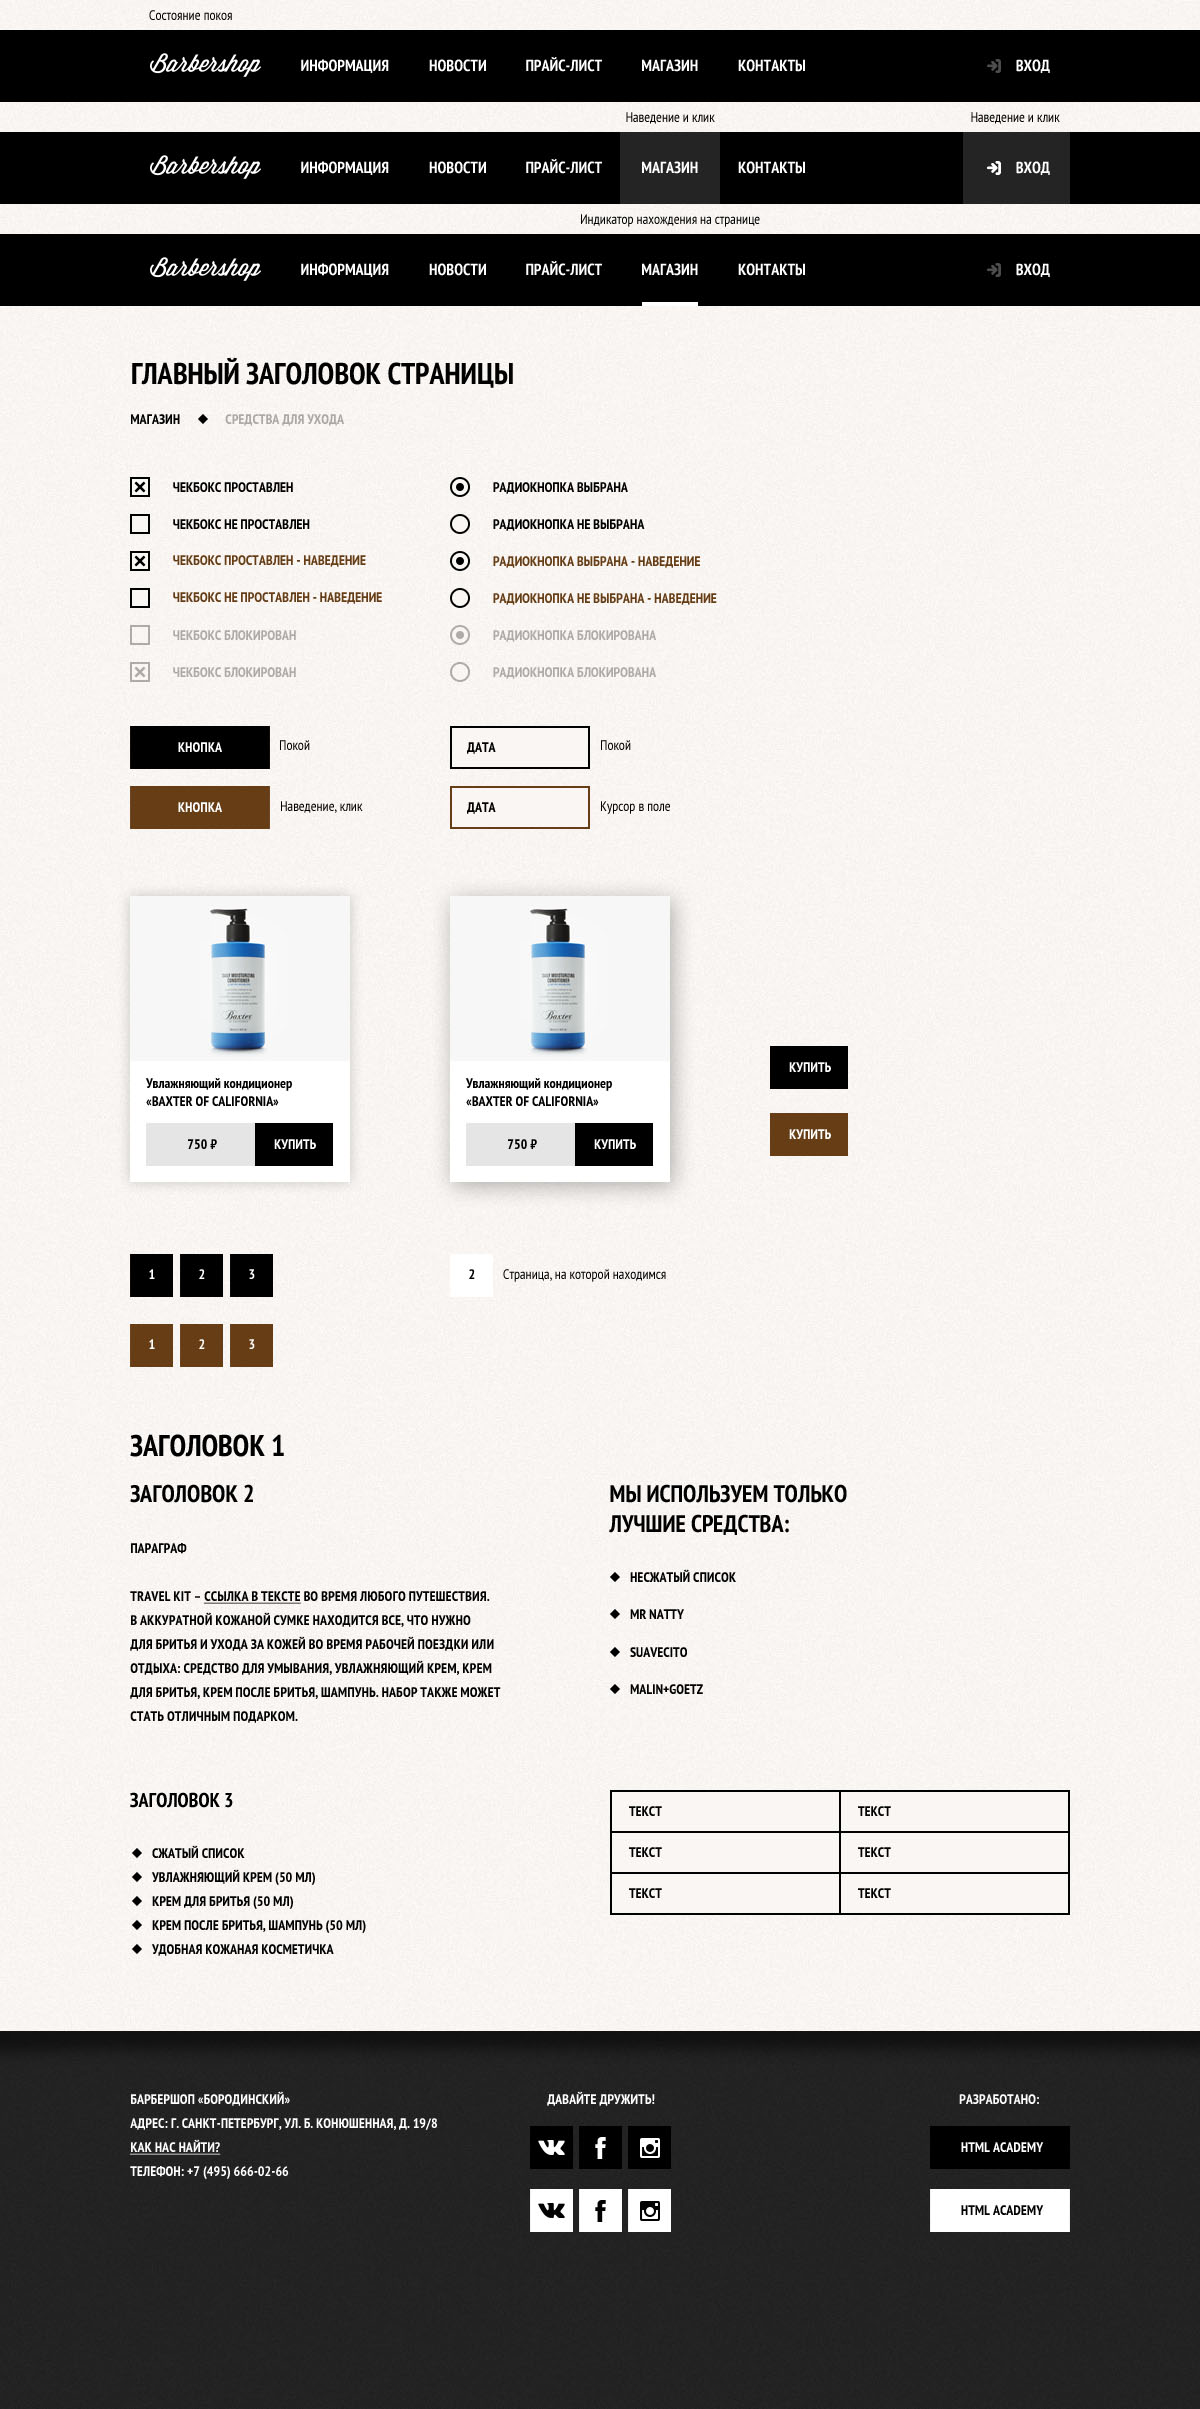 Состояние покоя
Barbershop ИНФОРМАЦИЯ НОВОСТИ ПРАЙС-ЛИСТ МАГАЗИН КОНТАКТЫ ВХОД
Наведение и клик Наведение и клик
Barbershop ИНФОРМАЦИЯ НОВОСТИ ПРАЙС-ЛИСТ МАГАЗИН КОНТАКТЫ ВХОД
Индикатор нахождения на странице
Barbershop ИНФОРМАЦИЯ НОВОСТИ ПРАЙС-ЛИСТ МАГАЗИН КОНТАКТЫ ВХОД
ГЛАВНЫЙ ЗАГОЛОВОК СТРАНИЦЫ
МАГАЗИН СРЕДСТВА ДЛЯ УХОДА
ЧЕКБОКС ПРОСТАВЛЕН
ЧЕКБОКС НЕ ПРОСТАВЛЕН
ЧЕКБОКС ПРОСТАВЛЕН - НАВЕДЕНИЕ
ЧЕКБОКС НЕ ПРОСТАВЛЕН - НАВЕДЕНИЕ
ЧЕКБОКС БЛОКИРОВАН
ЧЕКБОКС БЛОКИРОВАН
РАДИОКНОПКА ВЫБРАНА
РАДИОКНОПКА НЕ ВЫБРАНА
РАДИОКНОПКА ВЫБРАНА - НАВЕДЕНИЕ
РАДИОКНОПКА НЕ ВЫБРАНА - НАВЕДЕНИЕ
РАДИОКНОПКА БЛОКИРОВАНА
РАДИОКНОПКА БЛОКИРОВАНА
КНОПКА Покой
КНОПКА Наведение, клик
ДАТА Покой
ДАТА Курсор в поле
DAILY MOISTURIZING
CONDITIONER
Baxter
Увлажняющий кондиционер
«BAXTER OF CALIFORNIA»
750 ₽ КУПИТЬ
DAILY MOISTURIZING
CONDITIONER
Baxter
Увлажняющий кондиционер
«BAXTER OF CALIFORNIA»
750 ₽ КУПИТЬ
КУПИТЬ
КУПИТЬ
1 2 3
2 Страница, на которой находимся
1 2 3
ЗАГОЛОВОК 1
ЗАГОЛОВОК 2
ПАРАГРАФ
TRAVEL KIT – ССЫЛКА В ТЕКСТЕ ВО ВРЕМЯ ЛЮБОГО ПУТЕШЕСТВИЯ.
В АККУРАТНОЙ КОЖАНОЙ СУМКЕ НАХОДИТСЯ ВСЕ, ЧТО НУЖНО
ДЛЯ БРИТЬЯ И УХОДА ЗА КОЖЕЙ ВО ВРЕМЯ РАБОЧЕЙ ПОЕЗДКИ ИЛИ
ОТДЫХА: СРЕДСТВО ДЛЯ УМЫВАНИЯ, УВЛАЖНЯЮЩИЙ КРЕМ, КРЕМ
ДЛЯ БРИТЬЯ, КРЕМ ПОСЛЕ БРИТЬЯ, ШАМПУНЬ. НАБОР ТАКЖЕ МОЖЕТ
СТАТЬ ОТЛИЧНЫМ ПОДАРКОМ.
МЫ ИСПОЛЬЗУЕМ ТОЛЬКО
ЛУЧШИЕ СРЕДСТВА:
НЕСЖАТЫЙ СПИСОК
MR NATTY
SUAVECITO
MALIN+GOETZ
ЗАГОЛОВОК 3
СЖАТЫЙ СПИСОК
УВЛАЖНЯЮЩИЙ КРЕМ (50 МЛ)
КРЕМ ДЛЯ БРИТЬЯ (50 МЛ)
КРЕМ ПОСЛЕ БРИТЬЯ, ШАМПУНЬ (50 МЛ)
УДОБНАЯ КОЖАНАЯ КОСМЕТИЧКА
ТЕКСТ ТЕКСТ
ТЕКСТ ТЕКСТ
ТЕКСТ ТЕКСТ
БАРБЕРШОП «БОРОДИНСКИЙ»
АДРЕС: Г. САНКТ-ПЕТЕРБУРГ, УЛ. Б. КОНЮШЕННАЯ, Д. 19/8
КАК НАС НАЙТИ?
ТЕЛЕФОН: +7 (495) 666-02-66
ДАВАЙТЕ ДРУЖИТЬ!
РАЗРАБОТАНО:
HTML ACADEMY
HTML ACADEMY